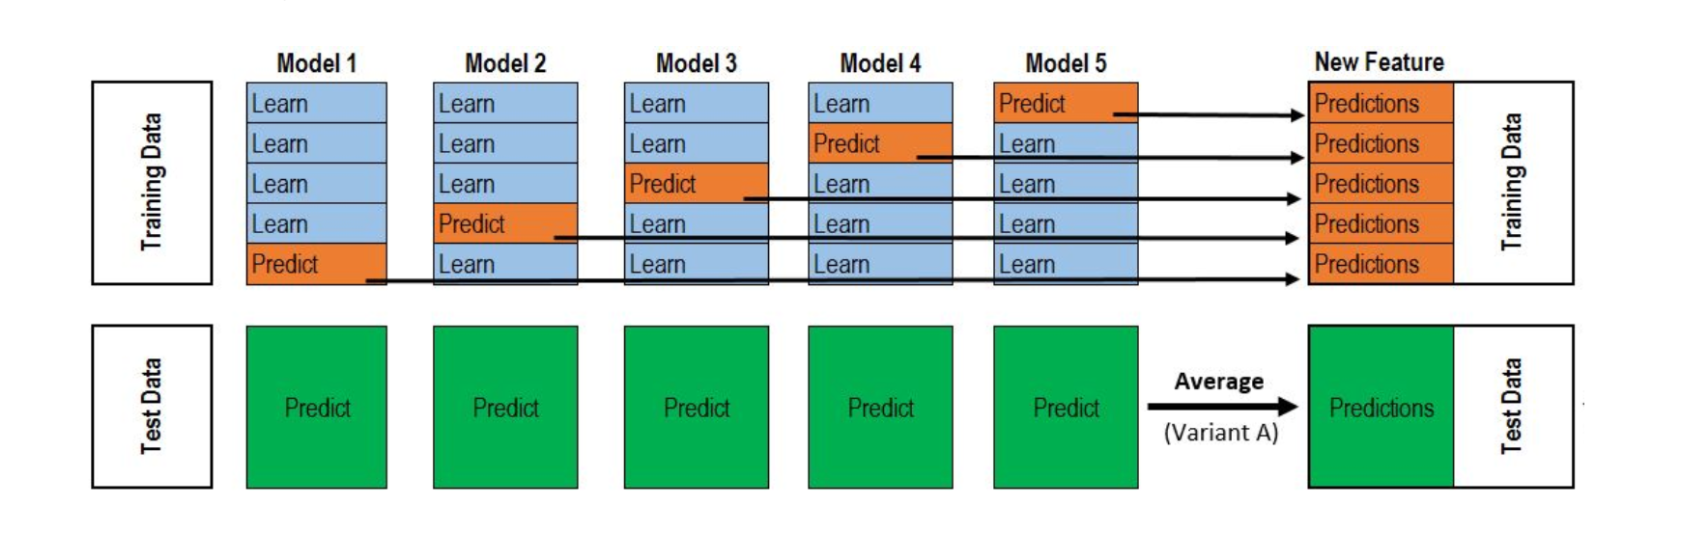 Model 1 Model 2 Model 3 Model 4 Model 5 New Feature
Training Data
Learn Learn Learn Learn Predict Predictions
Learn Learn Learn Predict Learn Predictions
Learn Learn Predict Learn Learn Predictions
Learn Predict Learn Learn Learn Predictions
Predict Learn Learn Learn Learn Predictions
Training Data
Test Data
Predict Predict Predict Predict Predict
Average
(Variant A)
Predictions
Test Data